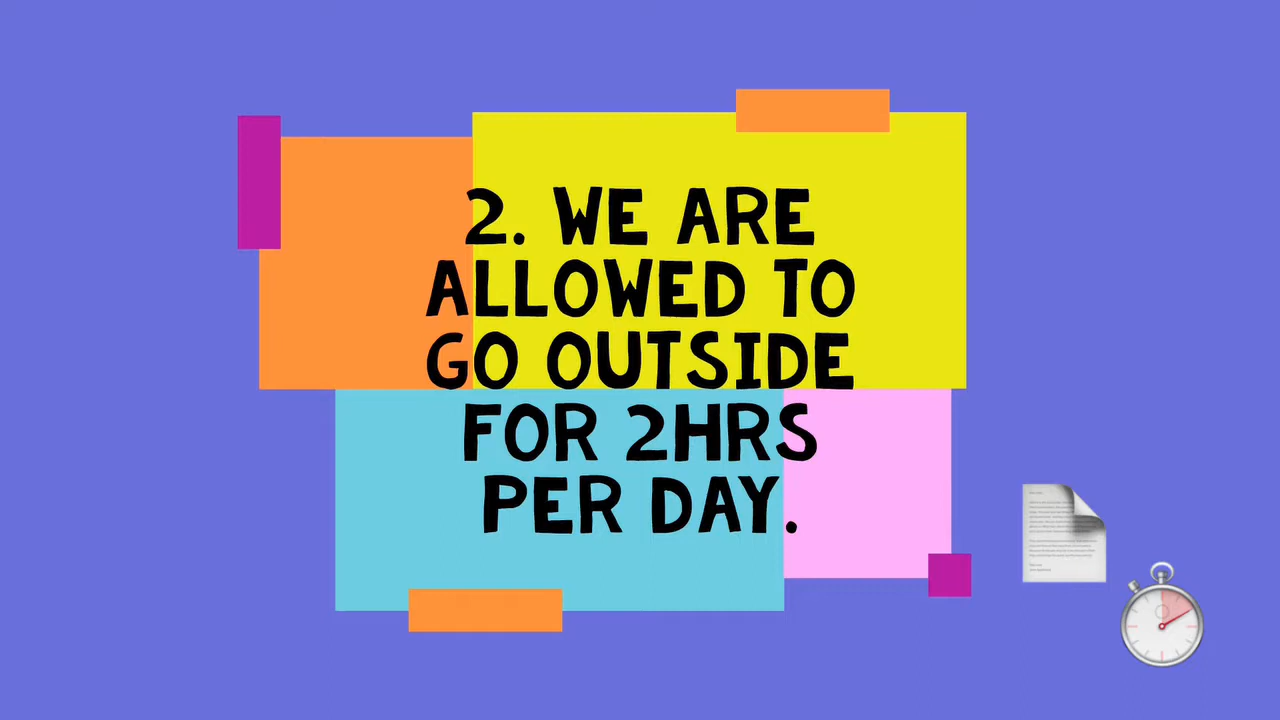 2. WE ARE
ALLOWED TO
GO OUTSIDE
FOR 2HRS
PER DAY.